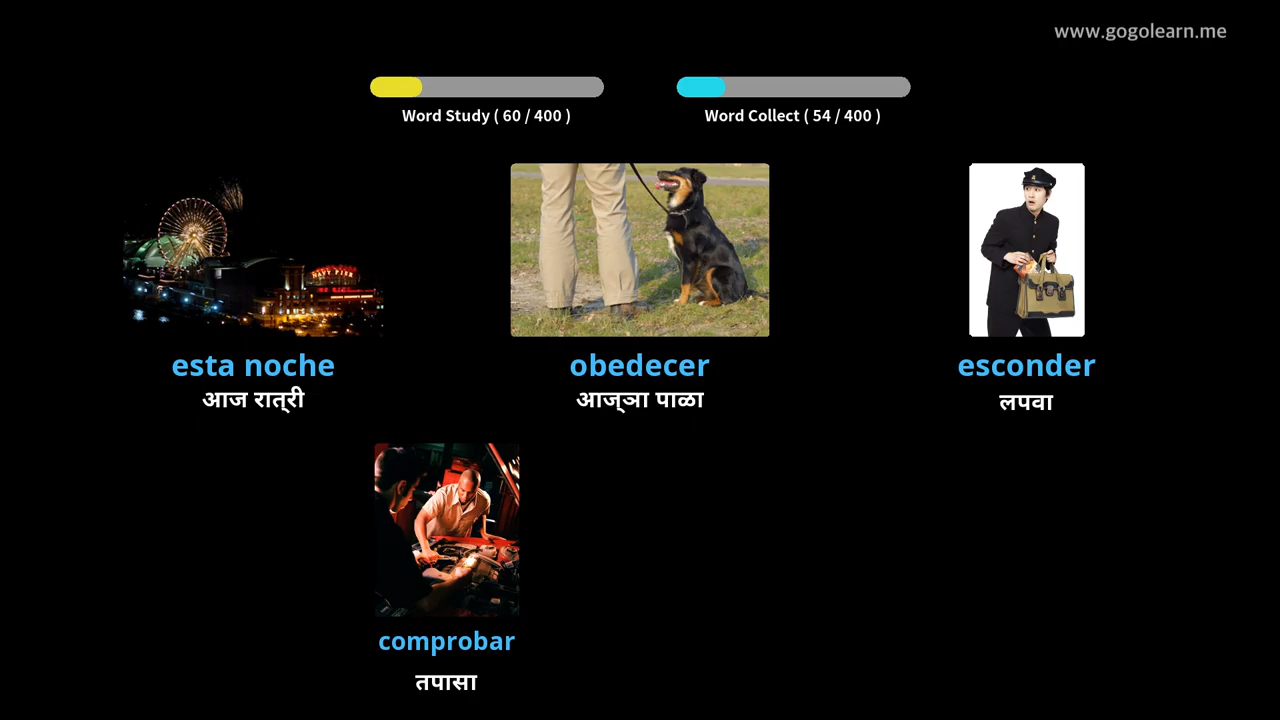 www.gogolearn.me
Word Study ( 60 / 400 )
Word Collect ( 54 / 400 )
esta noche
आज रात्री
obedecer
आज्ञा पाळा
esconder
लपवा
comprobar
तपासा